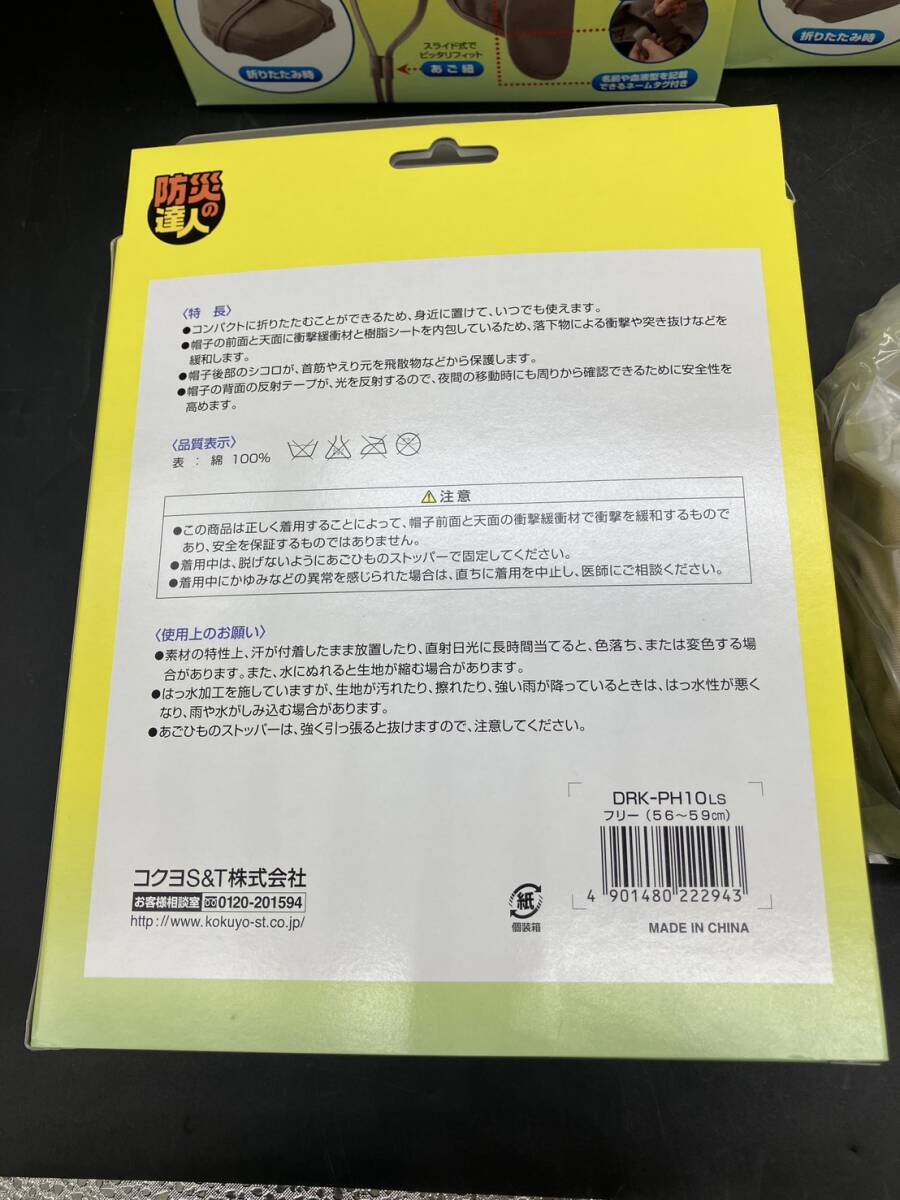 折りたたみ時
スライド式で
ピッタリフィット
あご紐
名前や血液型を記載
できるネームタグ付き
折りたたみ時
防災の
達人
〈特 長〉
●コンパクトに折りたたむことができるため、身近に置けて、いつでも使えます。
●帽子の前面と天面に衝撃緩衝材と樹脂シートを内包しているため、落下物による衝撃や突き抜けなどを
緩和します。
●帽子後部のシコロが、首筋やえり元を飛散物などから保護します。
●帽子の背面の反射テープが、光を反射するので、夜間の移動時にも周りから確認できるために安全性を
高めます。
〈品質表示〉
表 : 綿 100%
注意
●この商品は正しく着用することによって、帽子前面と天面の衝撃緩衝材で衝撃を緩和するもので
あり、安全を保証するものではありません。
●着用中は、脱げないようにあごひものストッパーで固定してください。
●着用中にかゆみなどの異常を感じられた場合は、直ちに着用を中止し、医師にご相談ください。
〈使用上のお願い〉
●素材の特性上、汗が付着したまま放置したり、直射日光に長時間当てると、色落ち、または変色する場
合があります。また、水にぬれると生地が縮む場合があります。
●はっ水加工を施していますが、生地が汚れたり、擦れたり、強い雨が降っているときは、はっ水性が悪く
なり、雨や水がしみ込む場合があります。
●あごひものストッパーは、強く引っ張ると抜けますので、注意してください。
DRK-PH10LS
フリー(56〜59cm)
4 901480 222943
MADE IN CHINA
紙
個装箱
コクヨS&T株式会社
お客様相談室 0120-201594
http://www.kokuyo-st.co.jp/